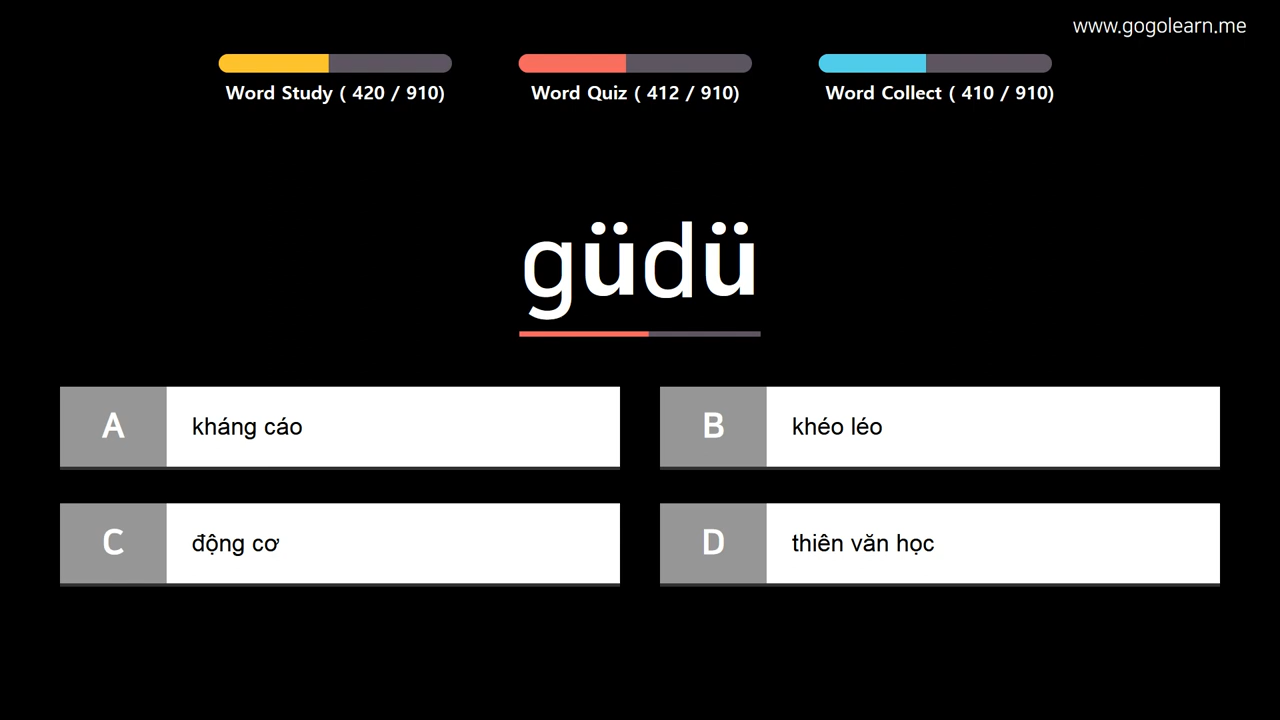 www.gogolearn.me
Word Study ( 420 / 910)
Word Quiz ( 412 / 910)
Word Collect ( 410 / 910)
güdü
A kháng cáo
B khéo léo
C động cơ
D thiên văn học